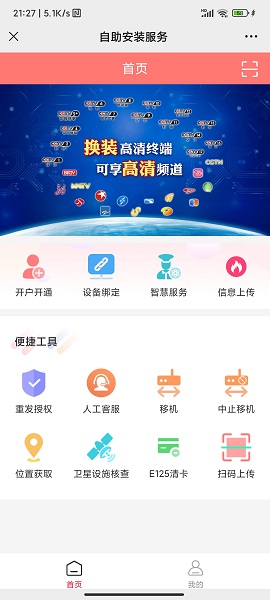 21:27 | 5.1K/s
自助安装服务
首页
换装高清终端
可享高清频道
CGTN
开户开通 设备绑定 智慧服务 信息上传
便捷工具
重发授权 人工客服 移机 中止移机
位置获取 卫星设施核查 E125清卡 扫码上传
首页 我的